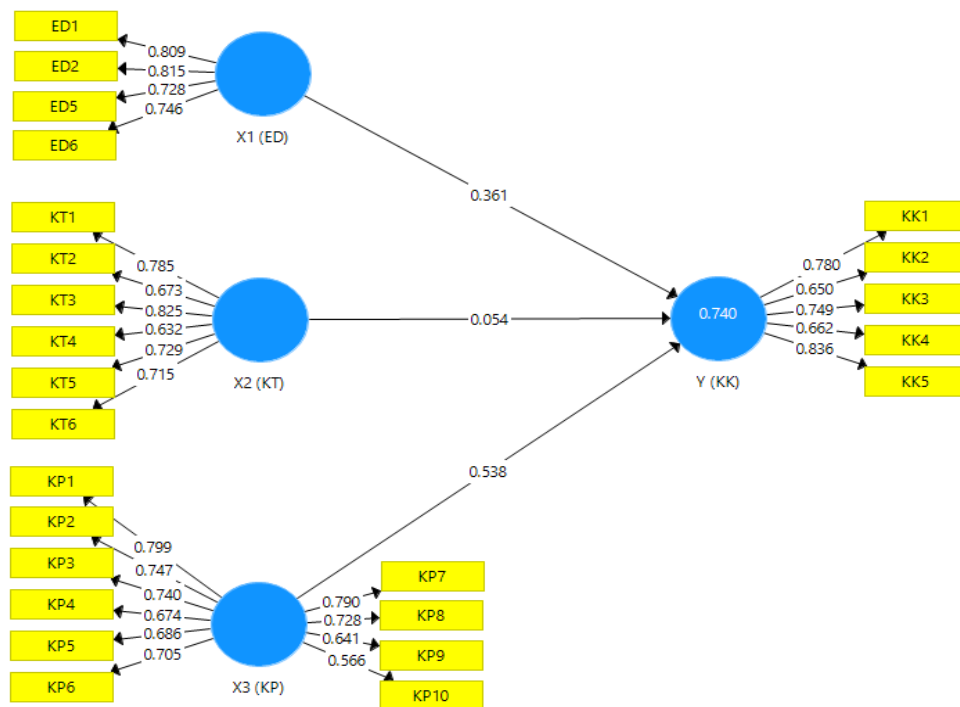 ED1
ED2
ED5
ED6
0.809
0.815
0.728
0.746
X1 (ED)
0.361
KT1
KT2
KT3
KT4
KT5
KT6
0.785
0.673
0.825
0.632
0.729
0.715
X2 (KT)
0.054
KP1
KP2
KP3
KP4
KP5
KP6
0.799
0.747
0.740
0.674
0.686
0.705
X3 (KP)
0.790
0.728
0.641
0.566
KP7
KP8
KP9
KP10
0.538
0.740
Y (KK)
0.780
0.650
0.749
0.662
0.836
KK1
KK2
KK3
KK4
KK5